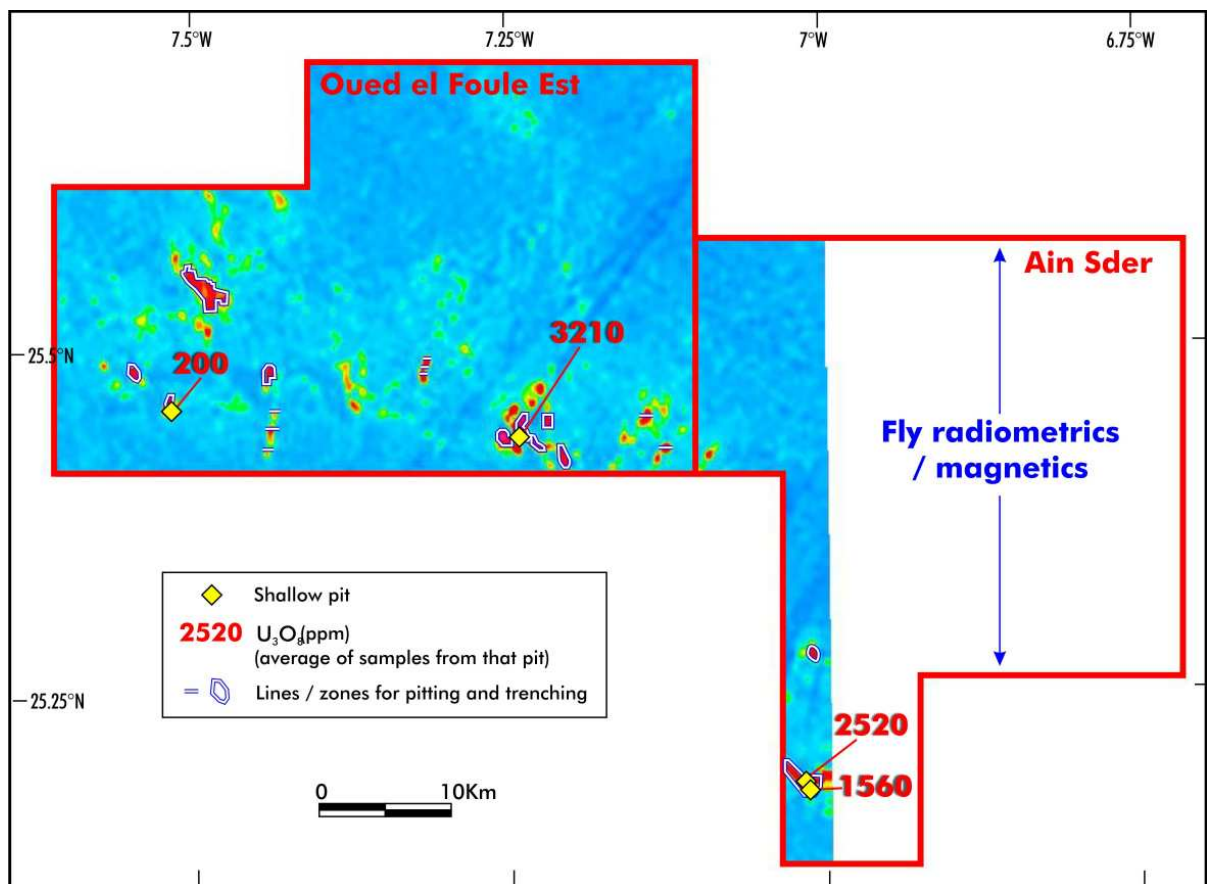 7.5°W
7.25°W
7°W
6.75°W
Oued el Foule Est
Ain Sder
3210
25.5°N
200
Fly radiometrics
/ magnetics
Shallow pit
2520 U₃O₈(ppm)
(average of samples from that pit)
Lines / zones for pitting and trenching
25.25°N
2520
1560
0 10Km